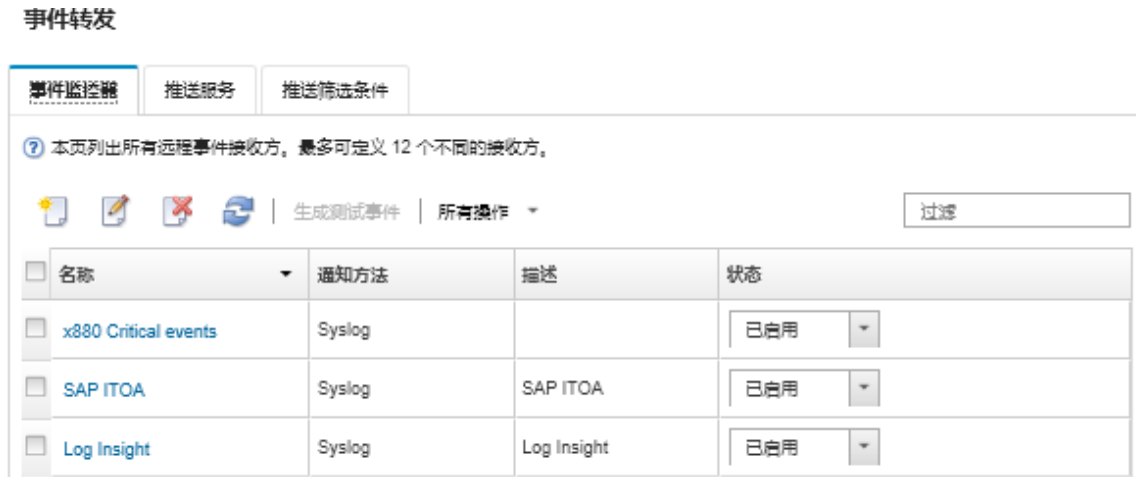 事件转发
事件监控器 推送服务 推送筛选条件
? 本页列出所有远程事件接收方。最多可定义 12 个不同的接收方。
生成测试事件 所有操作 过滤
名称 通知方法 描述 状态
x880 Critical events Syslog 已启用
SAP ITOA Syslog SAP ITOA 已启用
Log Insight Syslog Log Insight 已启用